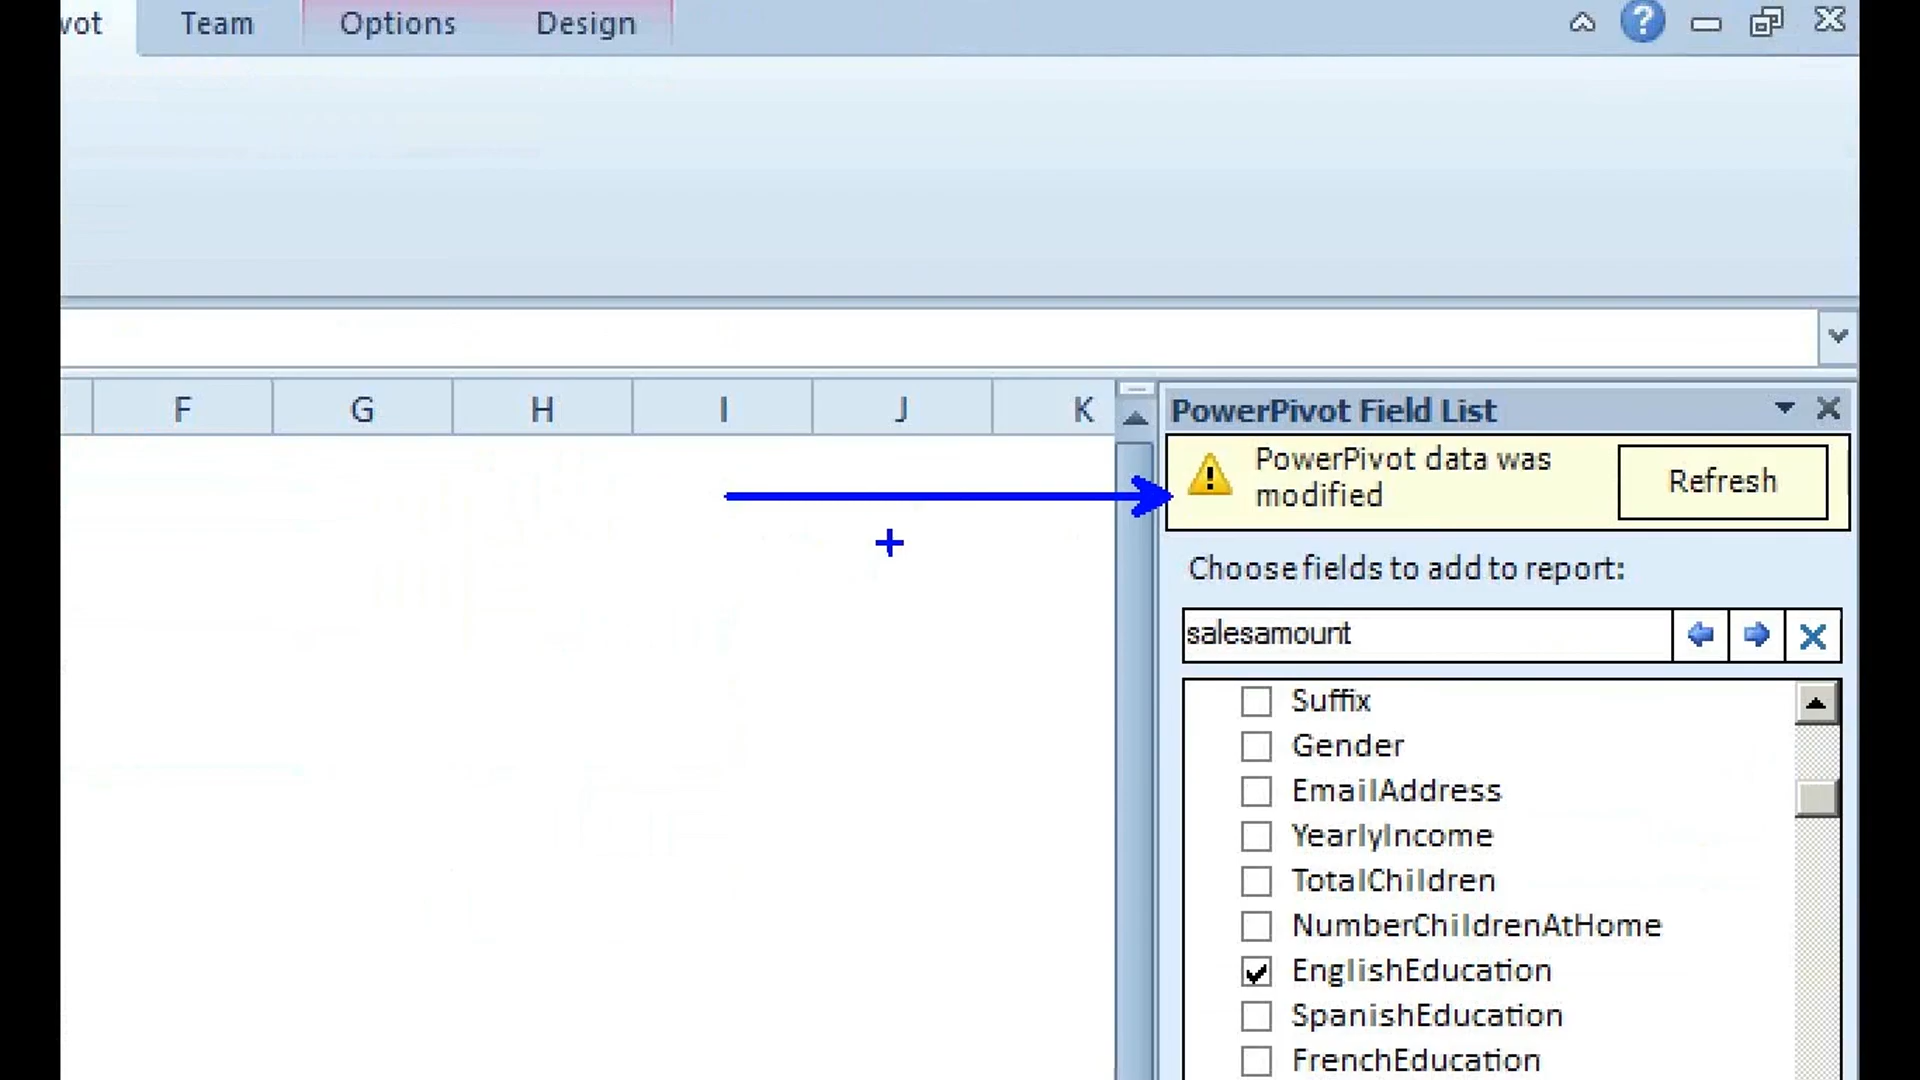 vot Team Options Design
F G H I J K
PowerPivot Field List
PowerPivot data was
modified
Refresh
Choose fields to add to report:
salesamount
Suffix
Gender
EmailAddress
YearlyIncome
TotalChildren
NumberChildrenAtHome
EnglishEducation
SpanishEducation
FrenchEducation